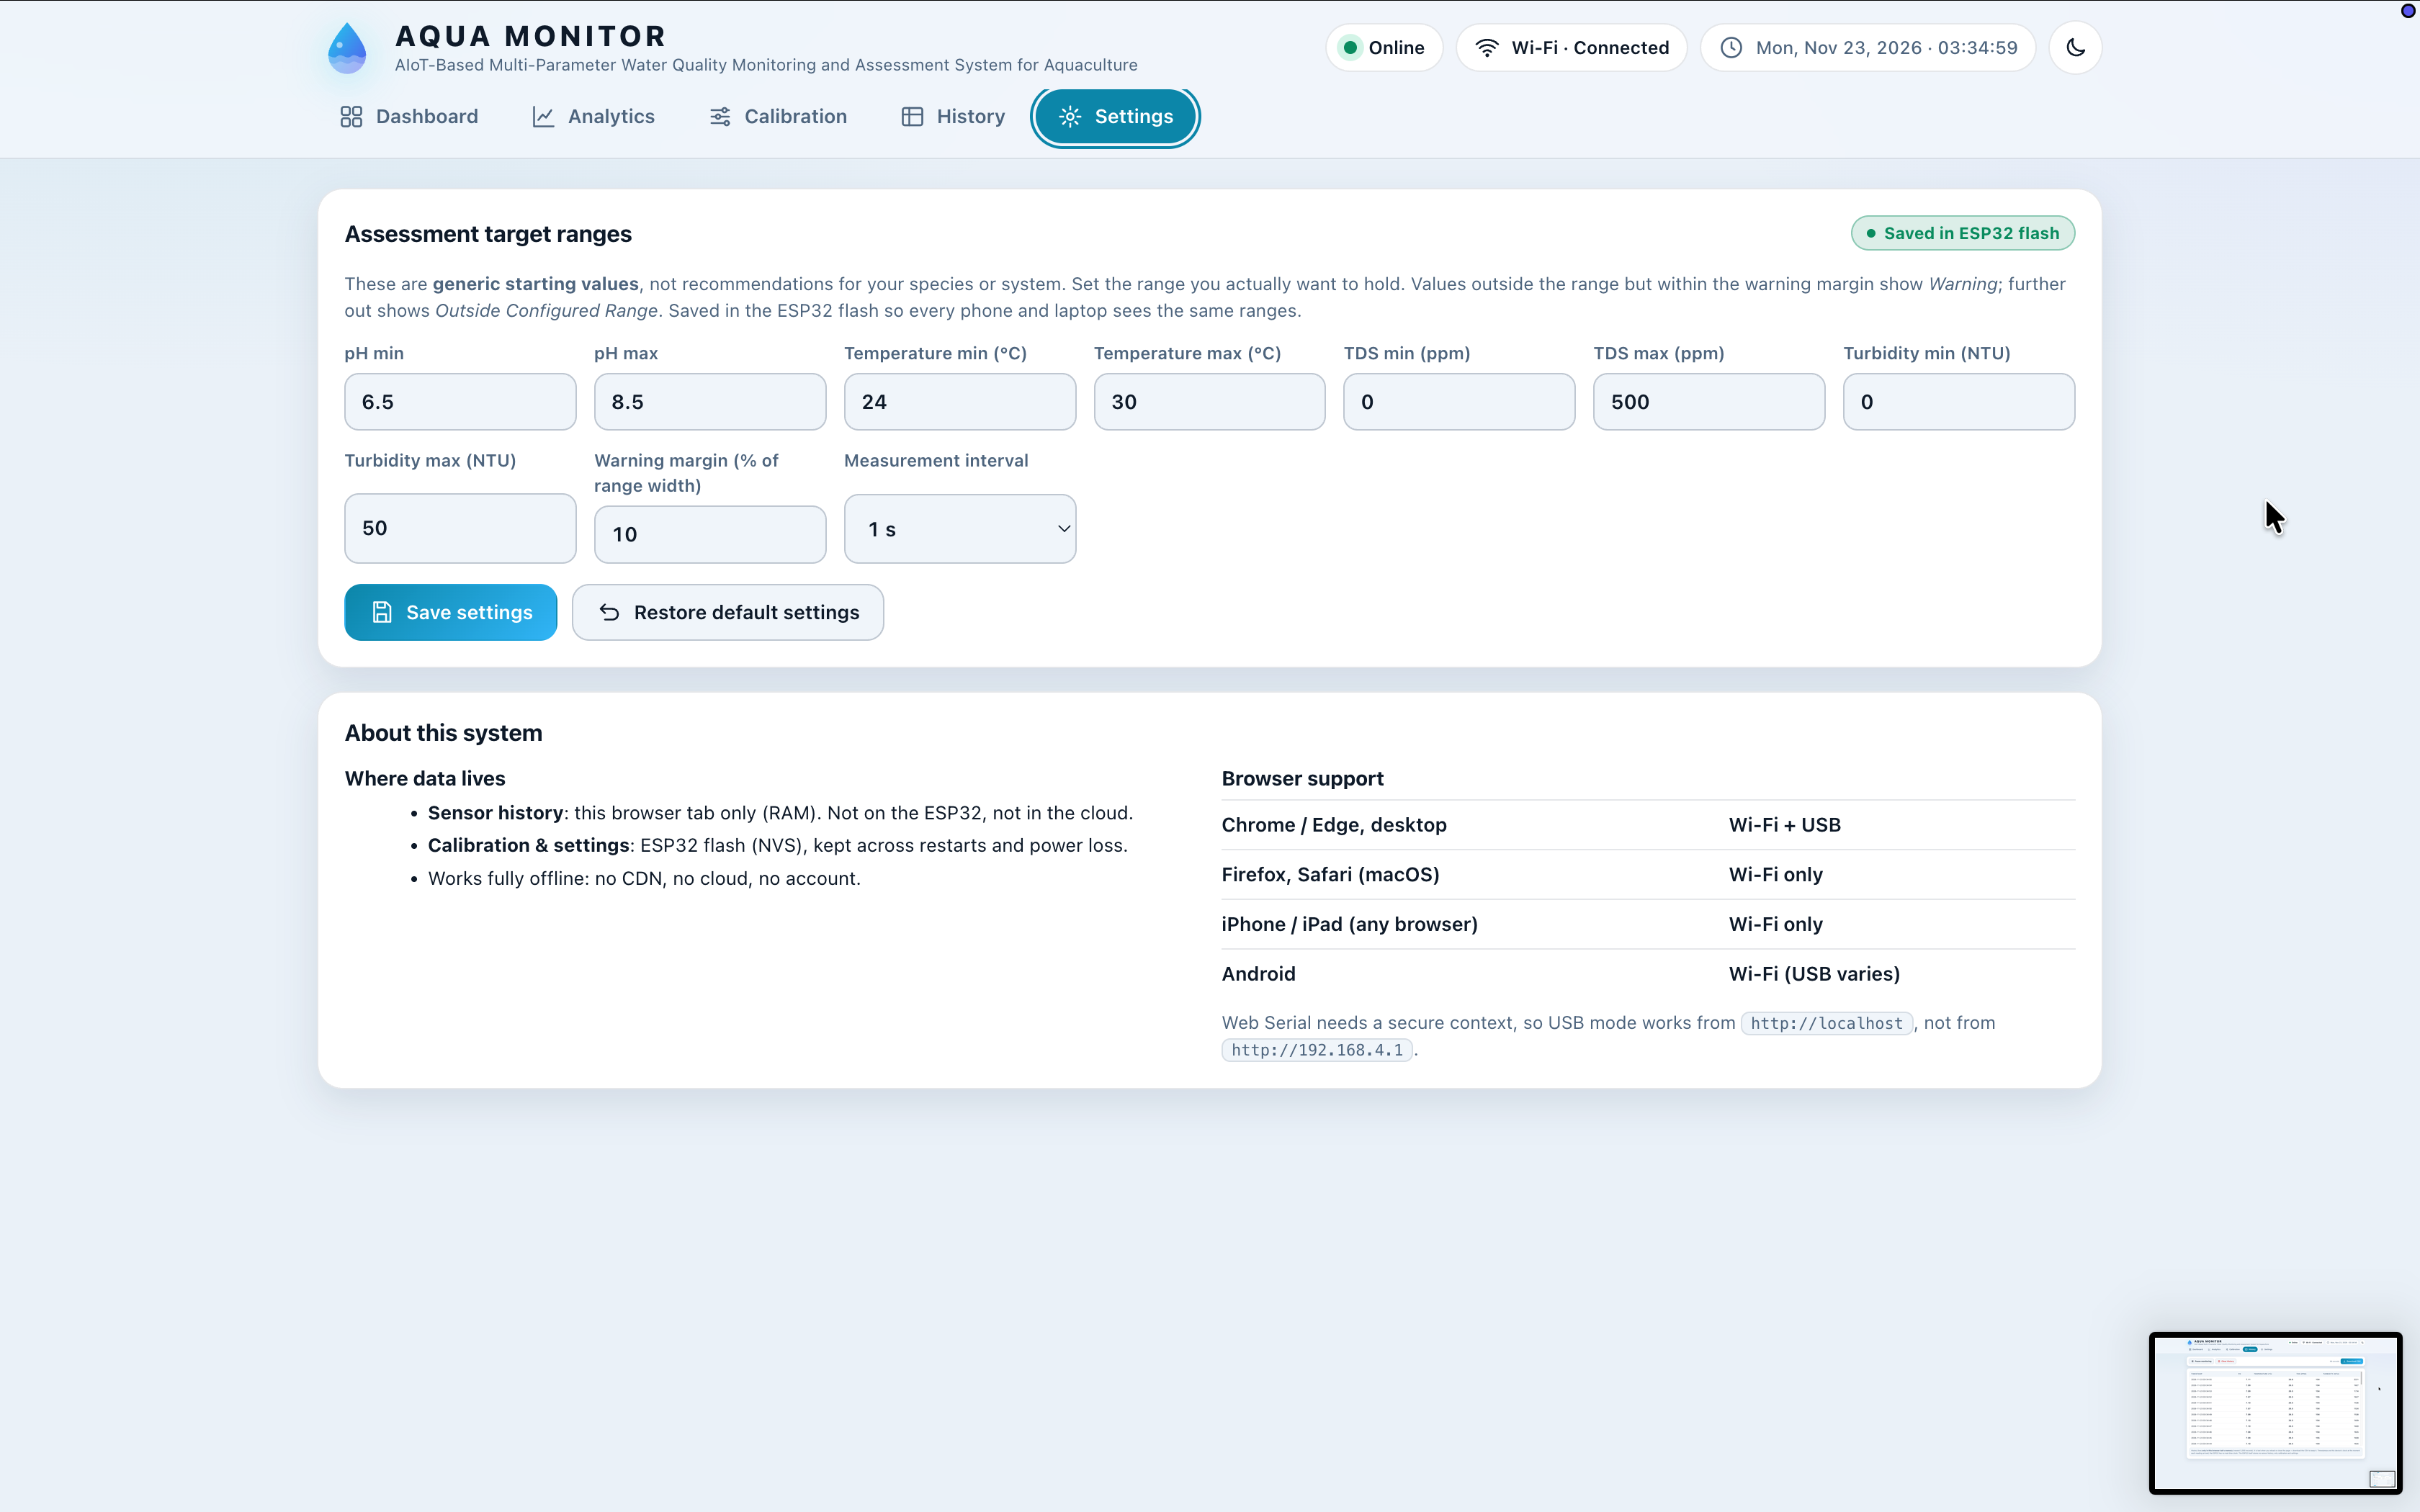 AQUA MONITOR
AIoT-Based Multi-Parameter Water Quality Monitoring and Assessment System for Aquaculture
Online
Wi-Fi · Connected
Mon, Nov 23, 2026 · 03:34:59
Dashboard
Analytics
Calibration
History
Settings
Assessment target ranges
Saved in ESP32 flash
These are generic starting values, not recommendations for your species or system. Set the range you actually want to hold. Values outside the range but within the warning margin show Warning; further
out shows Outside Configured Range. Saved in the ESP32 flash so every phone and laptop sees the same ranges.
pH min
pH max
Temperature min (°C)
Temperature max (°C)
TDS min (ppm)
TDS max (ppm)
Turbidity min (NTU)
6.5
8.5
24
30
0
500
0
Turbidity max (NTU)
Warning margin (% of
range width)
Measurement interval
50
10
1 s
Save settings
Restore default settings
About this system
Where data lives
• Sensor history: this browser tab only (RAM). Not on the ESP32, not in the cloud.
• Calibration & settings: ESP32 flash (NVS), kept across restarts and power loss.
• Works fully offline: no CDN, no cloud, no account.
Browser support
Chrome / Edge, desktop
Wi-Fi + USB
Firefox, Safari (macOS)
Wi-Fi only
iPhone / iPad (any browser)
Wi-Fi only
Android
Wi-Fi (USB varies)
Web Serial needs a secure context, so USB mode works from http://localhost, not from
http://192.168.4.1.
AQUA MONITOR